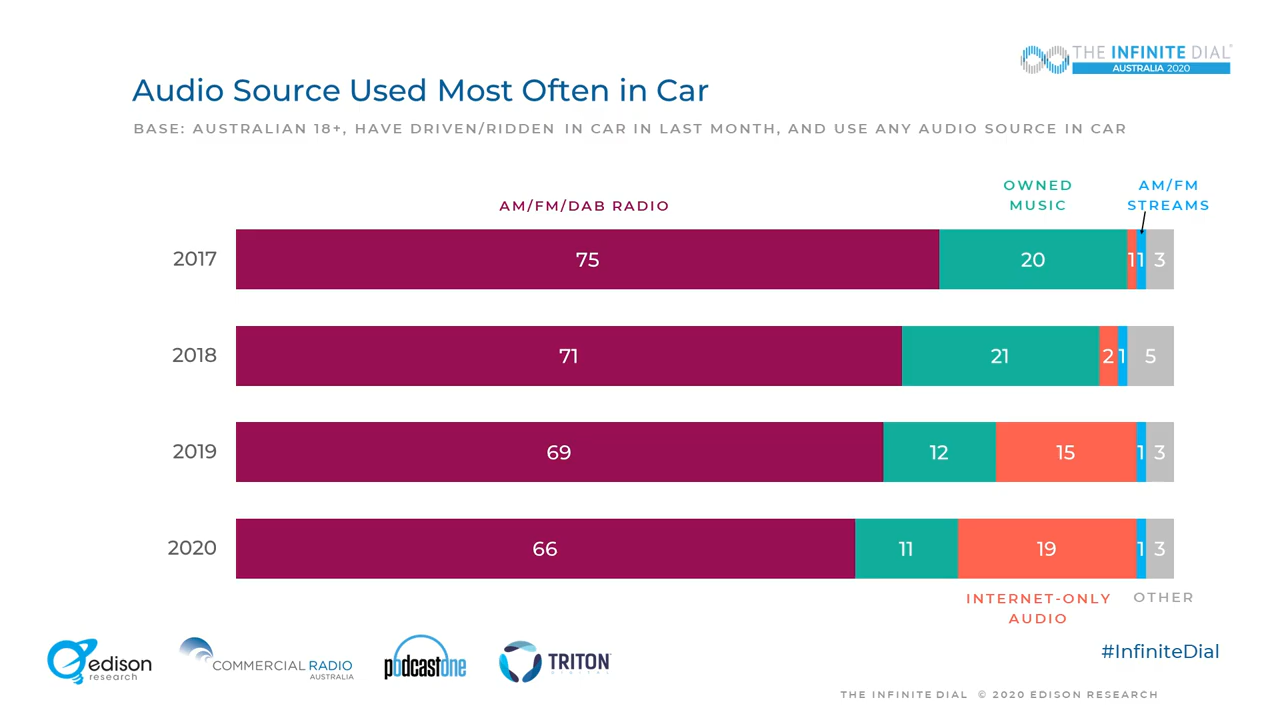 THE INFINITE DIAL®
AUSTRALIA 2020
Audio Source Used Most Often in Car
BASE: AUSTRALIAN 18+, HAVE DRIVEN/RIDDEN IN CAR IN LAST MONTH, AND USE ANY AUDIO SOURCE IN CAR
AM/FM/DAB RADIO
OWNED
MUSIC
AM/FM
STREAMS
2017 75 20 1 1 3
2018 71 21 2 1 5
2019 69 12 15 1 3
2020 66 11 19 1 3
INTERNET-ONLY
AUDIO
OTHER
edison
research
COMMERCIAL RADIO
AUSTRALIA
podcastone
TRITON
DIGITAL
#InfiniteDial
THE INFINITE DIAL © 2020 EDISON RESEARCH